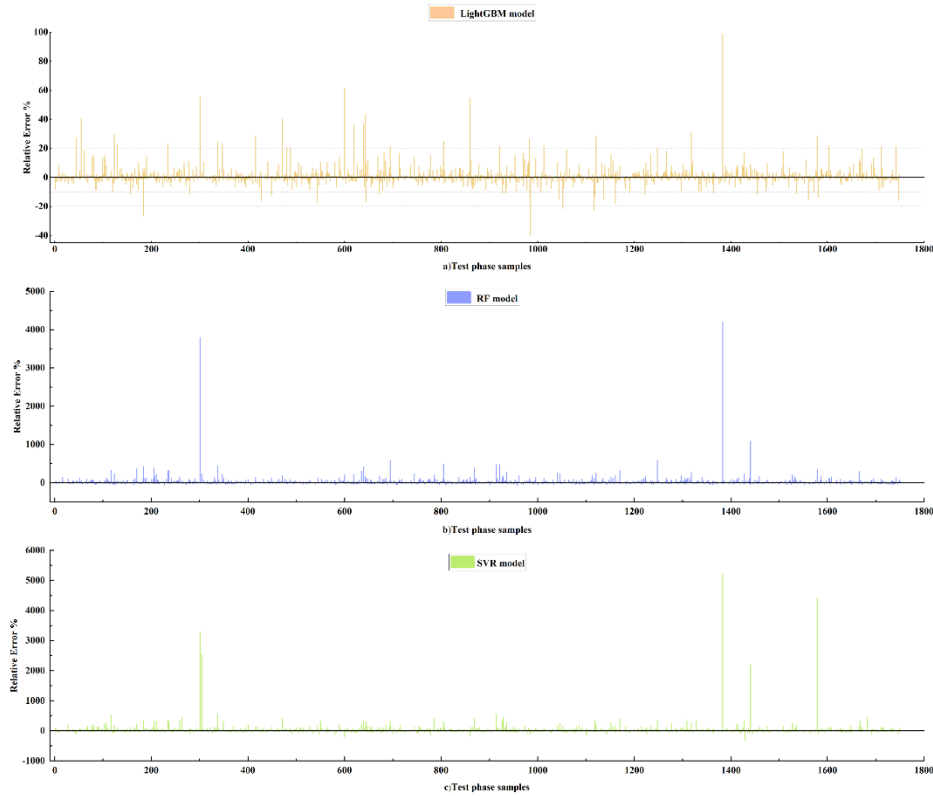 LightGBM model
100
80
60
40
20
0
-20
-40
Relative Error %
0 200 400 600 800 1000 1200 1400 1600 1800
a)Test phase samples
RF model
5000
4000
3000
2000
1000
0
-500
Relative Error %
0 200 400 600 800 1000 1200 1400 1600 1800
b)Test phase samples
SVR model
6000
5000
4000
3000
2000
1000
0
-1000
Relative Error %
0 200 400 600 800 1000 1200 1400 1600 1800
c)Test phase samples